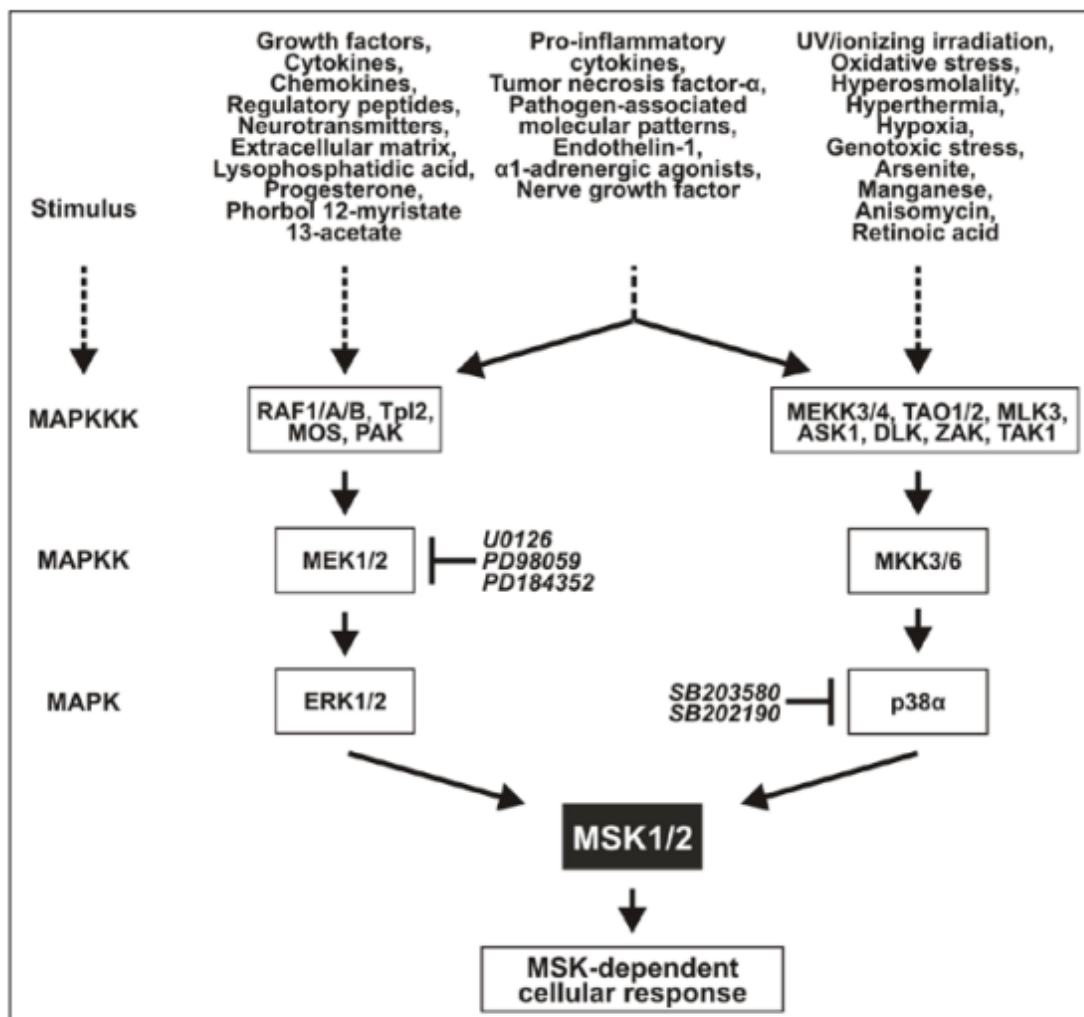 Growth factors,
Cytokines,
Chemokines,
Regulatory peptides,
Neurotransmitters,
Extracellular matrix,
Lysophosphatidic acid,
Progesterone,
Phorbol 12-myristate
13-acetate
Pro-inflammatory
cytokines,
Tumor necrosis factor-α,
Pathogen-associated
molecular patterns,
Endothelin-1,
α1-adrenergic agonists,
Nerve growth factor
UV/ionizing irradiation,
Oxidative stress,
Hyperosmolality,
Hyperthermia,
Hypoxia,
Genotoxic stress,
Arsenite,
Manganese,
Anisomycin,
Retinoic acid
Stimulus
MAPKKK
RAF1/A/B, Tpl2,
MOS, PAK
MEKK3/4, TAO1/2, MLK3,
ASK1, DLK, ZAK, TAK1
MAPKK
MEK1/2
U0126
PD98059
PD184352
MKK3/6
MAPK
ERK1/2
SB203580
SB202190
p38α
MSK1/2
MSK-dependent
cellular response